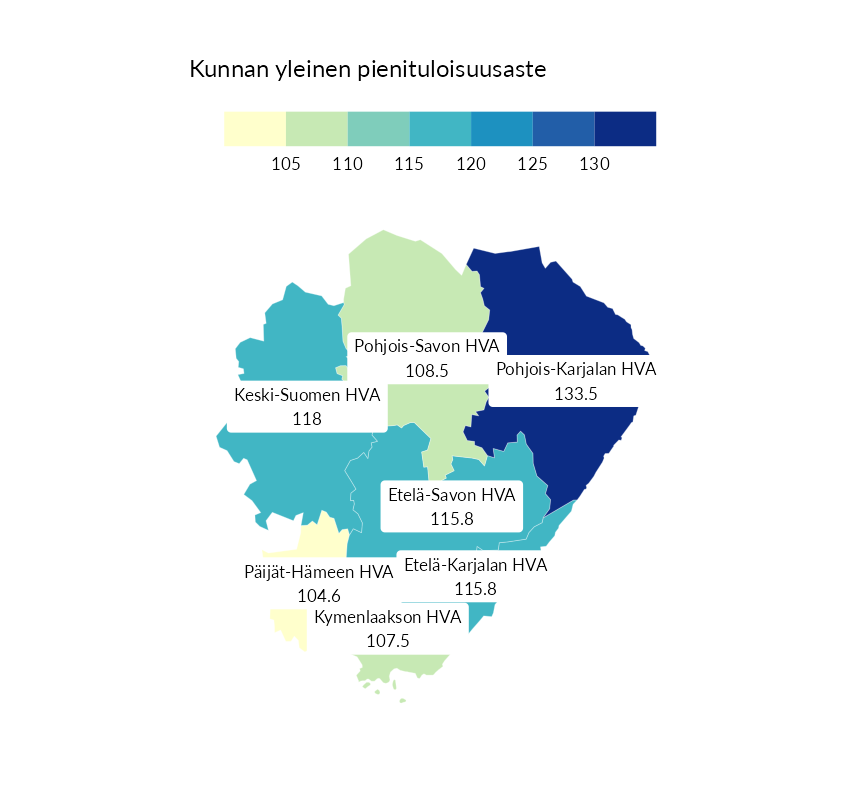 Kunnan yleinen pienituloisuusaste
105 110 115 120 125 130
Pohjois-Savon HVA
108.5
Pohjois-Karjalan HVA
133.5
Keski-Suomen HVA
118
Etelä-Savon HVA
115.8
Etelä-Karjalan HVA
115.8
Päijät-Hämeen HVA
104.6
Kymenlaakson HVA
107.5